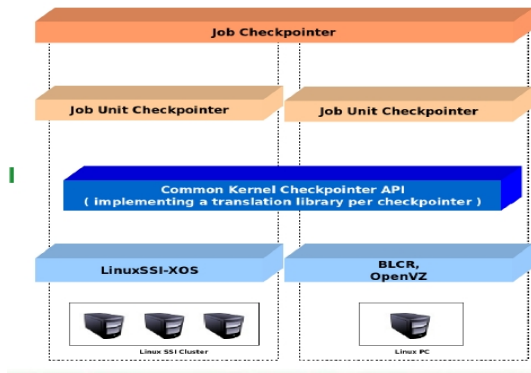 Job Checkpointer
Job Unit Checkpointer
Job Unit Checkpointer
Common Kernel Checkpointer API
( implementing a translation library per checkpointer )
LinuxSSI-XOS
BLCR,
OpenVZ
Linux SSI Cluster
Linux PC